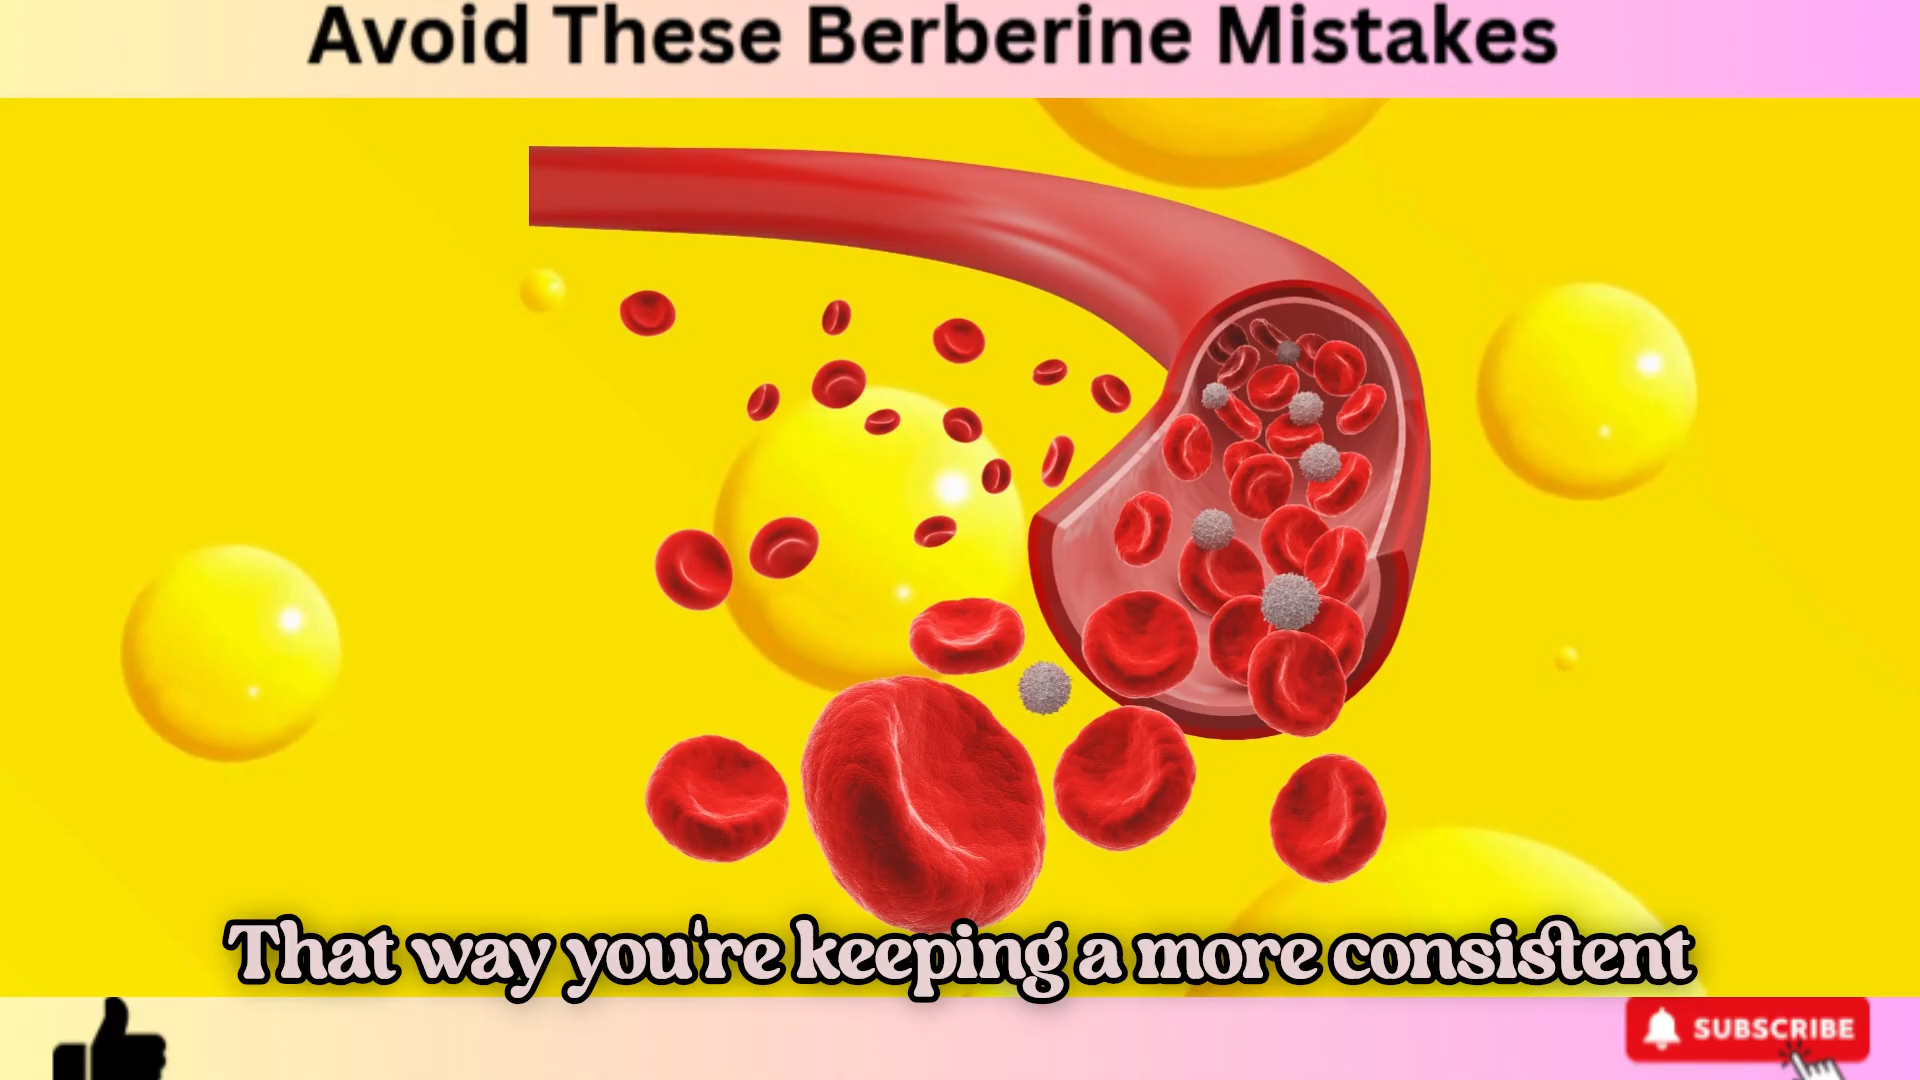 Avoid These Berberine Mistakes
That way you're keeping a more consistent
SUBSCRIBE